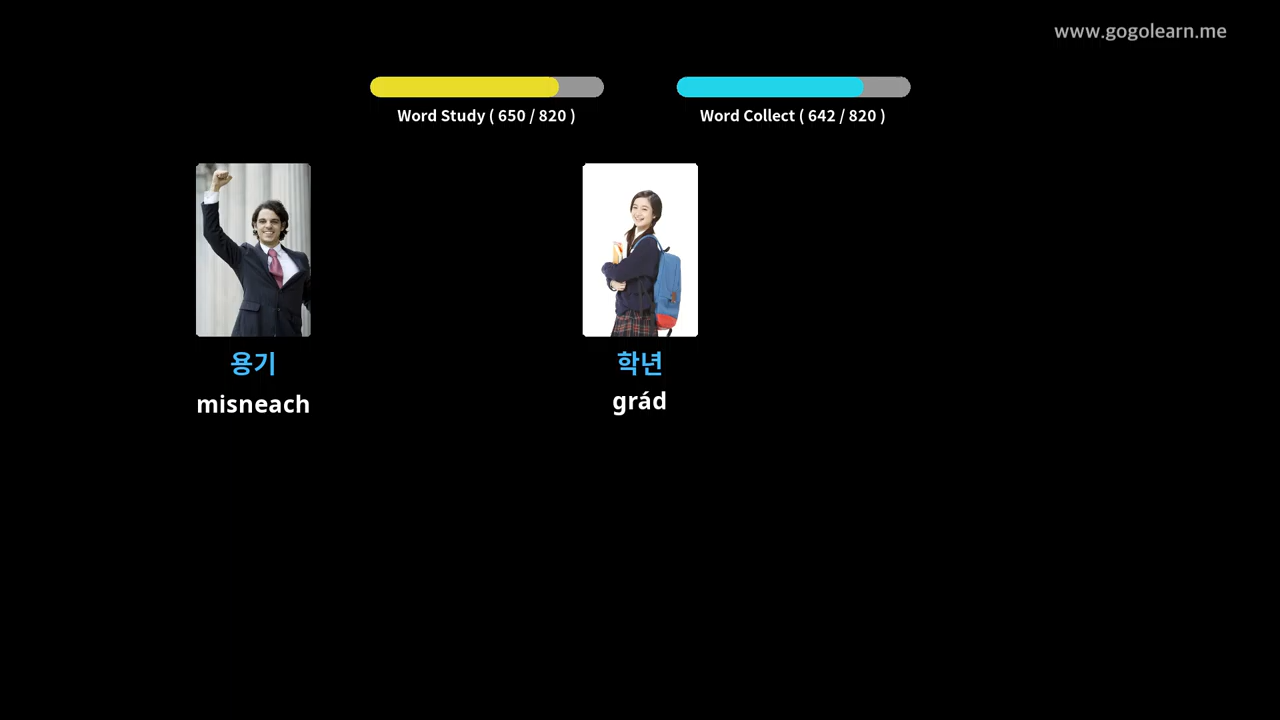 www.gogolearn.me
Word Study ( 650 / 820 )
Word Collect ( 642 / 820 )
용기
학년
misneach
grád